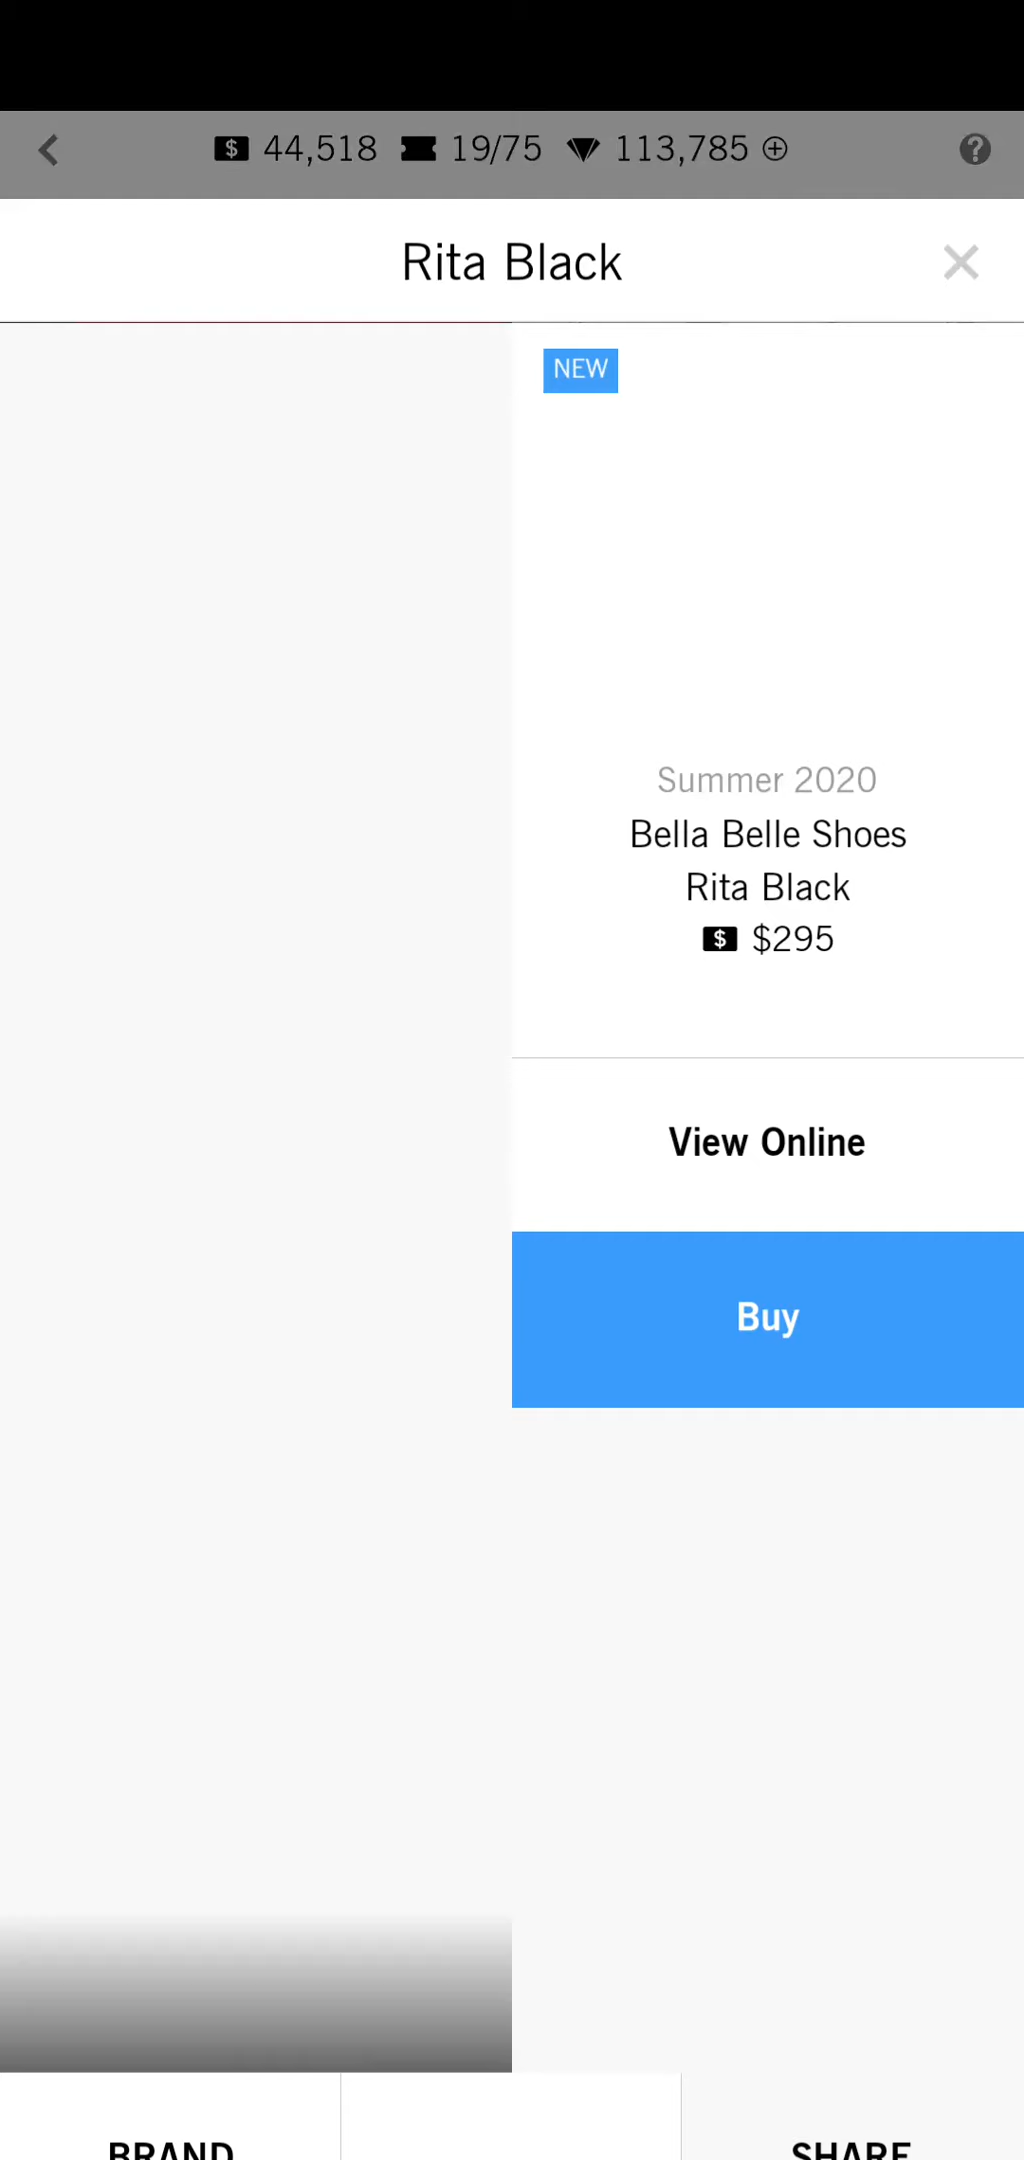 44,518 19/75 113,785
Rita Black
NEW
Summer 2020
Bella Belle Shoes
Rita Black
$ $295
View Online
Buy
BRAND
SHARE